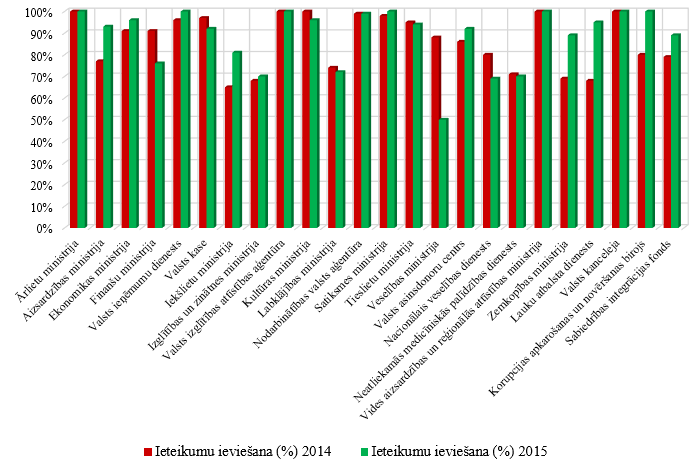 100%
90%
80%
70%
60%
50%
40%
30%
20%
10%
0%
Ārlietu ministrija
Aizsardzības ministrija
Ekonomikas ministrija
Finanšu ministrija
Valsts ieņēmumu dienests
Valsts kase
Iekšlietu ministrija
Izglītības un zinātnes ministrija
Valsts izglītības attīstības aģentūra
Kultūras ministrija
Labklājības ministrija
Nodarbinātības valsts aģentūra
Satiksmes ministrija
Tieslietu ministrija
Veselības ministrija
Valsts asinsdonoru centrs
Nacionālais veselības dienests
Neatliekamās medicīniskās palīdzības dienests
Vides aizsardzības un reģionālās attīstības ministrija
Zemkopības ministrija
Lauku atbalsta dienests
Valsts kanceleja
Korupcijas apkarošanas un novēršanas birojs
Sabiedrības integrācijas fonds
Ieteikumu ieviešana (%) 2014
Ieteikumu ieviešana (%) 2015